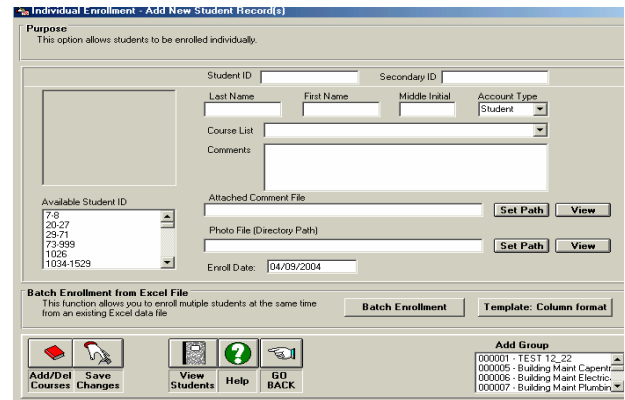 Individual Enrollment - Add New Student Record(s)
Purpose
This option allows students to be enrolled individually.
Student ID
Secondary ID
Last Name First Name Middle Initial Account Type
Student
Course List
Comments
Available Student ID
7-8
20-27
29-71
73-999
1026
1034-1529
Attached Comment File
Set Path View
Photo File (Directory Path)
Set Path View
Enroll Date: 04/09/2004
Batch Enrollment from Excel File
This function allows you to enroll mutiple students at the same time
from an existing Excel data file
Batch Enrollment Template: Column format
Add/Del Courses
Save Changes
View Students
Help
GO BACK
Add Group
000001 - TEST 12_22
000005 - Building Maint Capentr
000006 - Building Maint Electric
000007 - Building Maint Plumbin